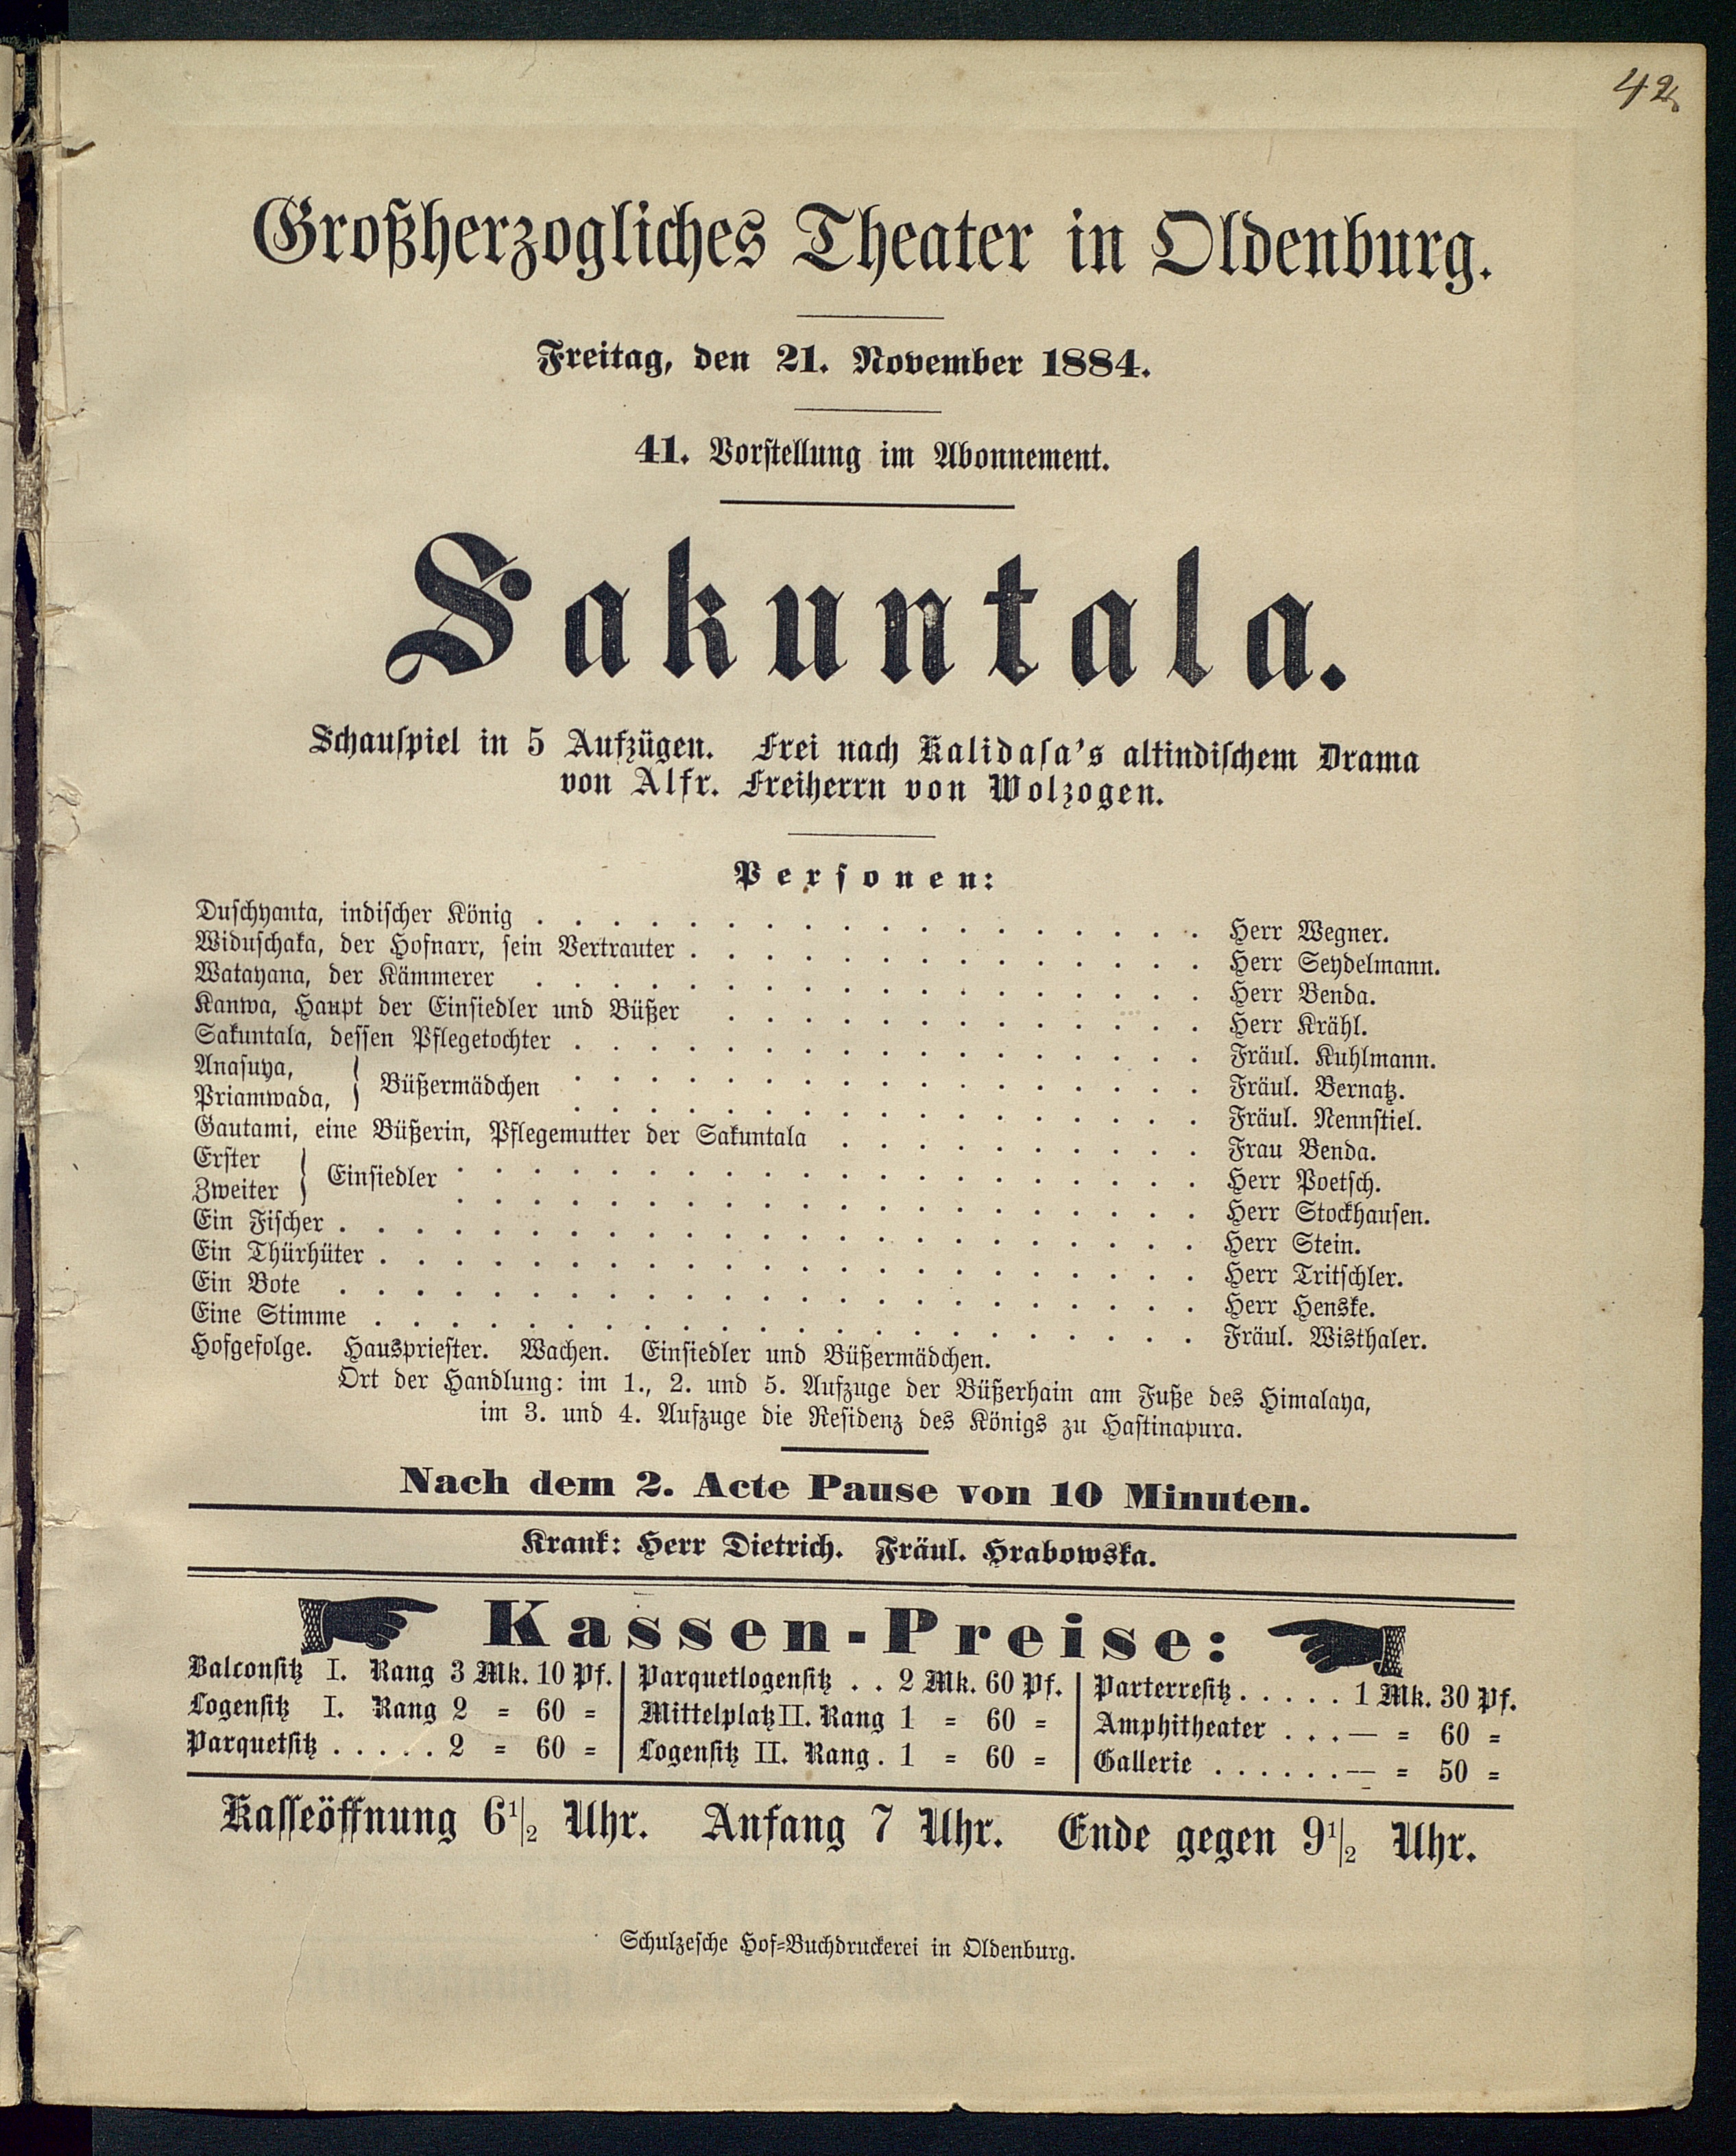 42.
Großherzogliches Theater in Oldenburg.
Freitag, den 21. November 1884.
41. Vorstellung im Abonnement.
Sakuntala.
Schauspiel in 5 Aufzügen. Frei nach Kalidasa's altindischem Drama
von Alfr. Freiherrn von Wolzogen.
Personen:
Duschyanta, indischer König . . . . . . . . . . . . . . . . . . Herr Wegner.
Widuschaka, der Hofnarr, sein Vertrauter . . . . . . . . . . . . . . Herr Seydelmann.
Watayana, der Kämmerer . . . . . . . . . . . . . . . . . . Herr Benda.
Kanwa, Haupt der Einsiedler und Büßer . . . . . . . . . . . . . Herr Krähl.
Sakuntala, dessen Pflegetochter . . . . . . . . . . . . . . . . . Fräul. Kuhlmann.
Anasuya, } Büßermädchen . . . . . . . . . . . . . . . . . Fräul. Bernatz.
Priamwada, . . . . . . . . . . . . . . . . . Fräul. Nennstiel.
Gautami, eine Büßerin, Pflegemutter der Sakuntala . . . . . . . . . . Frau Benda.
Erster } Einsiedler . . . . . . . . . . . . . . . . . . . . Herr Poetsch.
Zweiter . . . . . . . . . . . . . . . . . . . . Herr Stockhausen.
Ein Fischer . . . . . . . . . . . . . . . . . . . . . . . Herr Stein.
Ein Thürhüter . . . . . . . . . . . . . . . . . . . . . . Herr Tritschler.
Ein Bote . . . . . . . . . . . . . . . . . . . . . . . Herr Henske.
Eine Stimme . . . . . . . . . . . . . . . . . . . . . . Fräul. Wisthaler.
Hofgefolge. Hauspriester. Wachen. Einsiedler und Büßermädchen.
Ort der Handlung: im 1., 2. und 5. Aufzuge der Büßerhain am Fuße des Himalaya,
im 3. und 4. Aufzuge die Residenz des Königs zu Hastinapura.
Nach dem 2. Acte Pause von 10 Minuten.
Krank: Herr Dietrich. Fräul. Hrabowska.
Kassen-Preise:
Balconsitz I. Rang 3 Mk. 10 Pf. | Parquetlogensitz . . 2 Mk. 60 Pf. | Parterresitz . . . . . 1 Mk. 30 Pf.
Logensitz I. Rang 2 = 60 = | Mittelplatz II. Rang 1 = 60 = | Amphitheater . . . — = 60 =
Parquetsitz . . . . . 2 = 60 = | Logensitz II. Rang . 1 = 60 = | Gallerie . . . . . . — = 50 =
Kasseöffnung 6½ Uhr. Anfang 7 Uhr. Ende gegen 9½ Uhr.
Schulzesche Hof=Buchdruckerei in Oldenburg.